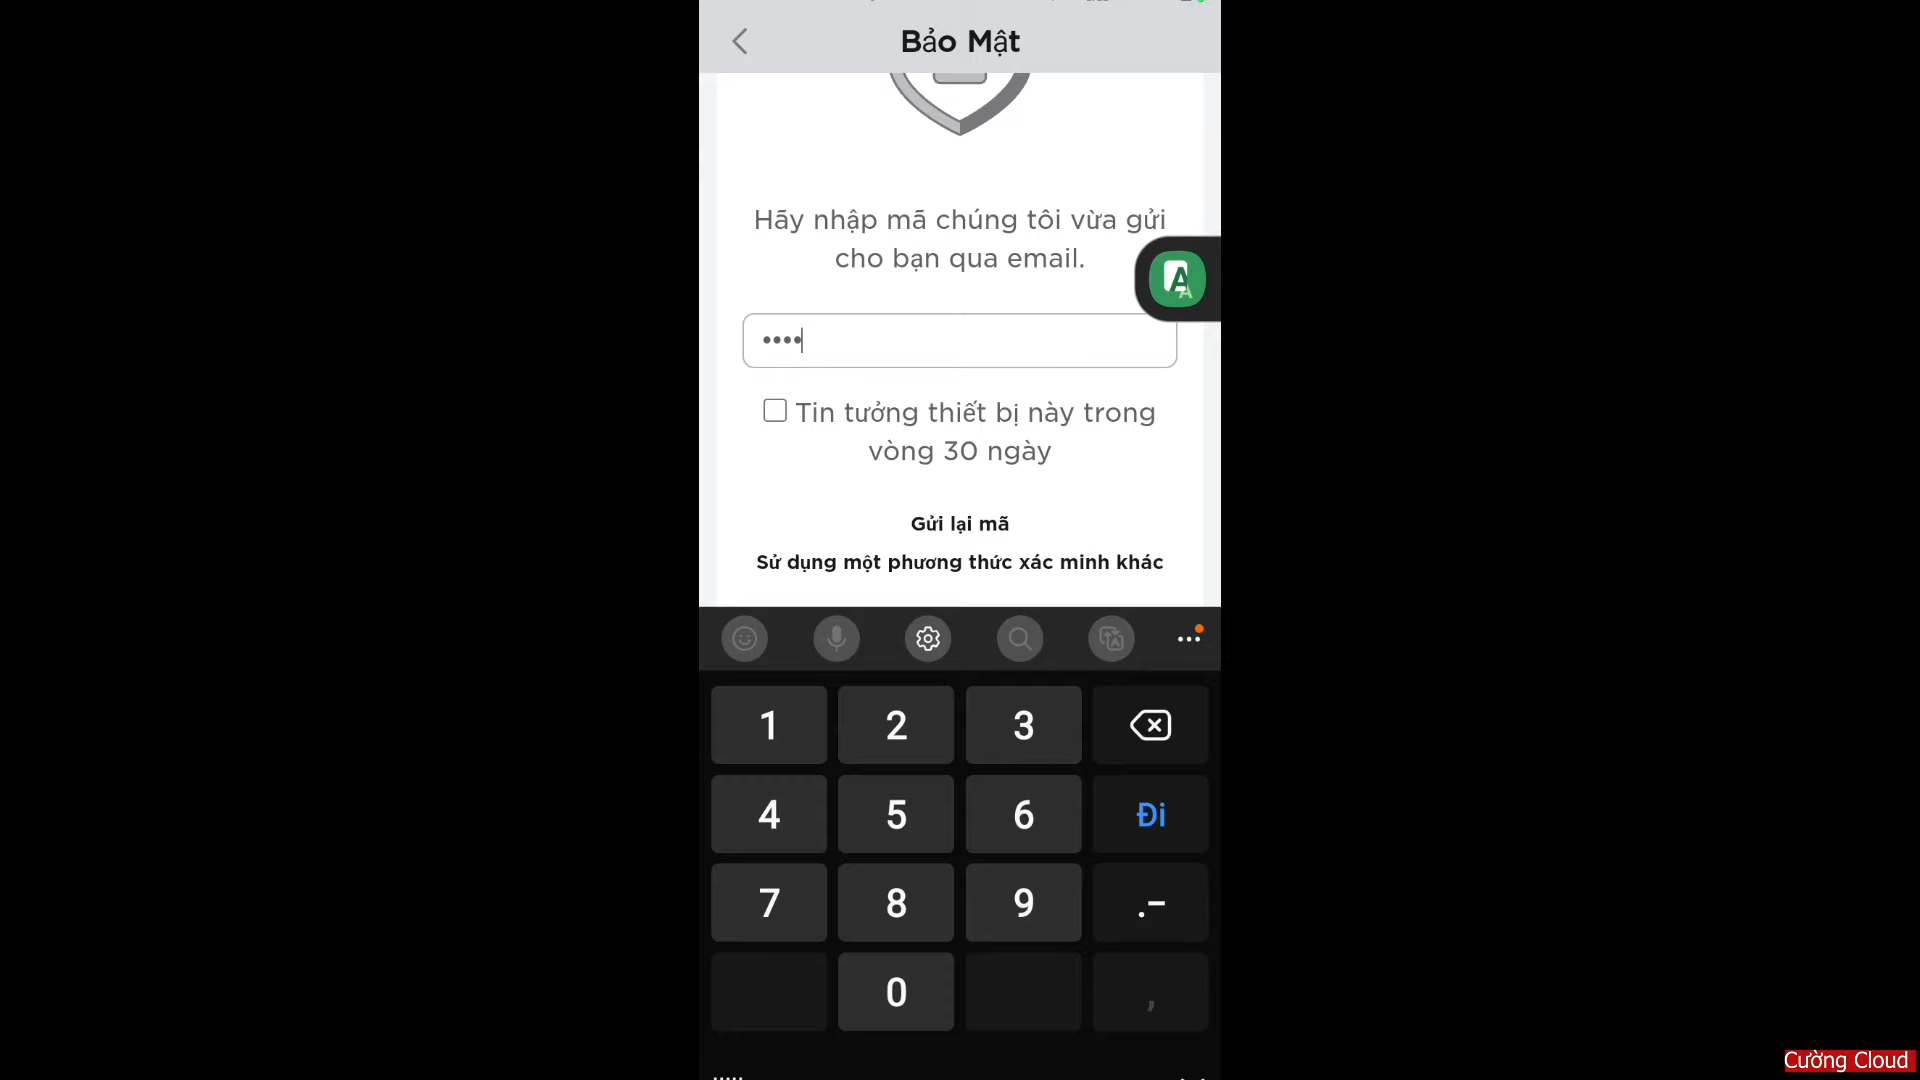 Bảo Mật
Hãy nhập mã chúng tôi vừa gửi
cho bạn qua email.
••••
Tin tưởng thiết bị này trong
vòng 30 ngày
Gửi lại mã
Sử dụng một phương thức xác minh khác
1 2 3
4 5 6 Đi
7 8 9 .-
0 ,
Cường Cloud